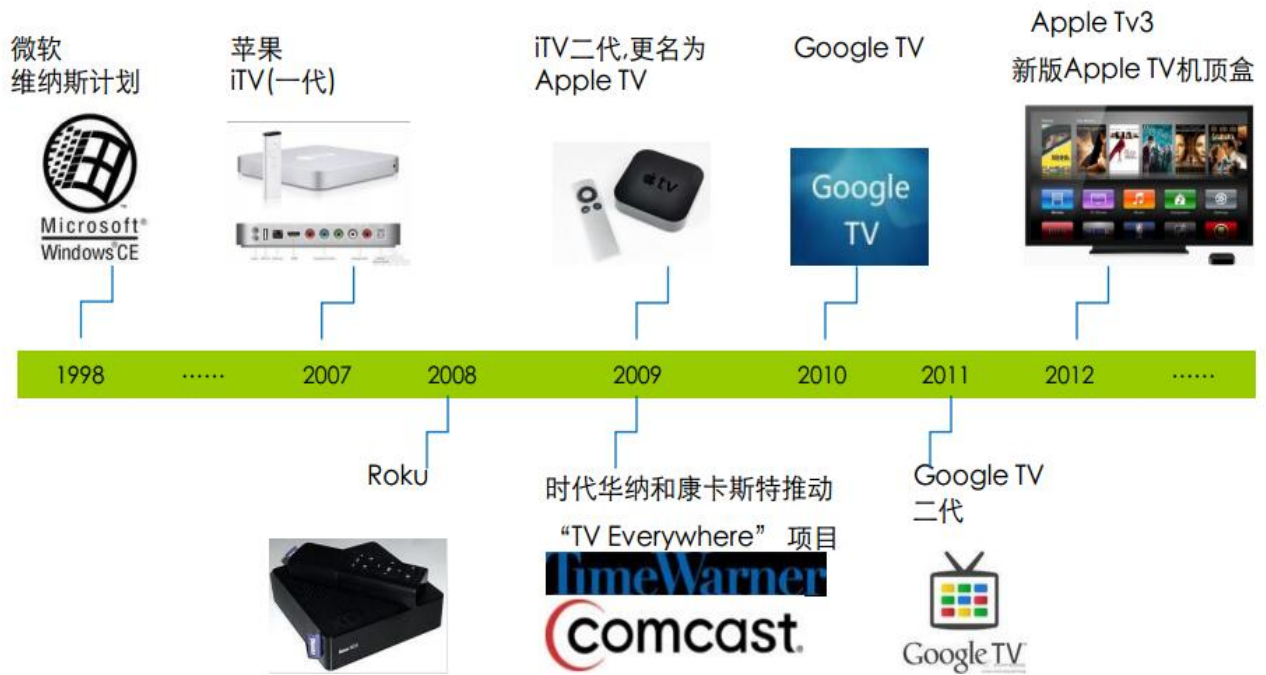 微软
维纳斯计划
Microsoft®
Windows®CE
苹果
iTV(一代)
iTV二代,更名为
Apple TV
tv
Google TV
Google
TV
Apple Tv3
新版Apple TV机顶盒
1998 ...... 2007 2008 2009 2010 2011 2012 ......
Roku
时代华纳和康卡斯特推动
“TV Everywhere” 项目
TimeWarner
comcast.
Google TV
二代
Google TV